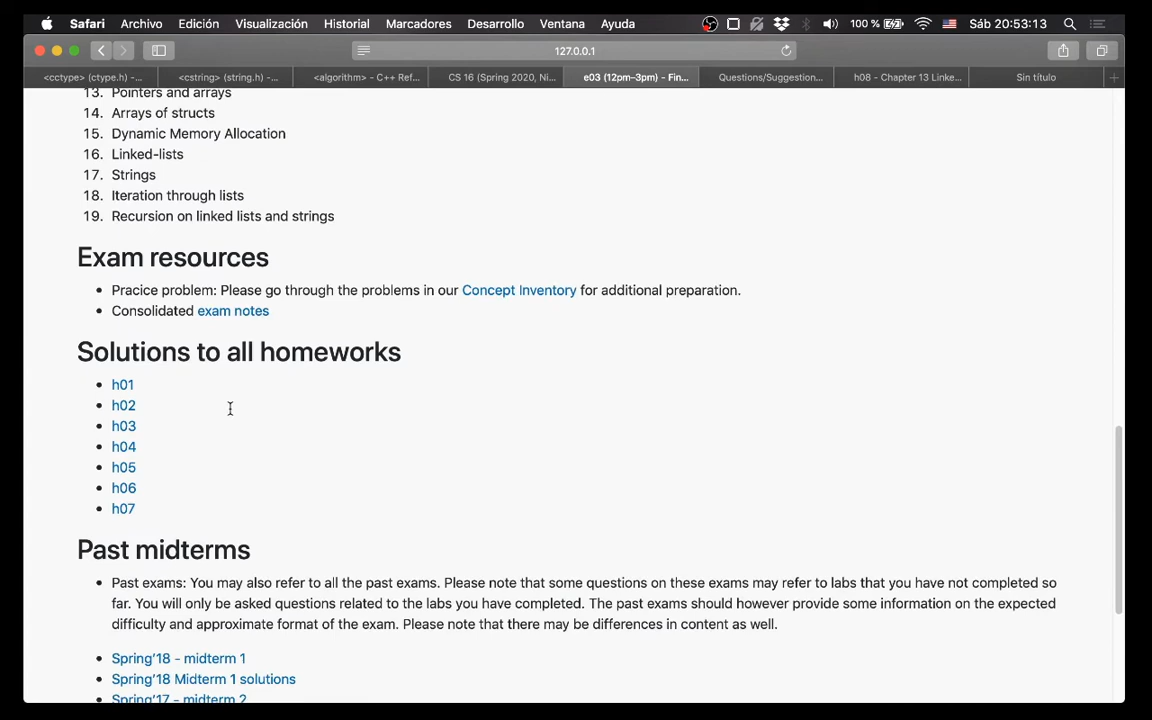 Safari Archivo Edición Visualización Historial Marcadores Desarrollo Ventana Ayuda 100 % Sáb 20:53:13
127.0.0.1
<cctype> (ctype.h) -... <cstring> (string.h) -... <algorithm> - C++ Ref... CS 16 (Spring 2020, Ni... e03 (12pm–3pm) - Fin... Questions/Suggestion... h08 - Chapter 13 Linke... Sin título
13. Pointers and arrays
14. Arrays of structs
15. Dynamic Memory Allocation
16. Linked-lists
17. Strings
18. Iteration through lists
19. Recursion on linked lists and strings
Exam resources
• Pracice problem: Please go through the problems in our Concept Inventory for additional preparation.
• Consolidated exam notes
Solutions to all homeworks
• h01
• h02
• h03
• h04
• h05
• h06
• h07
Past midterms
• Past exams: You may also refer to all the past exams. Please note that some questions on these exams may refer to labs that you have not completed so
far. You will only be asked questions related to the labs you have completed. The past exams should however provide some information on the expected
difficulty and approximate format of the exam. Please note that there may be differences in content as well.
• Spring'18 - midterm 1
• Spring'18 Midterm 1 solutions
• Spring'17 - midterm 2